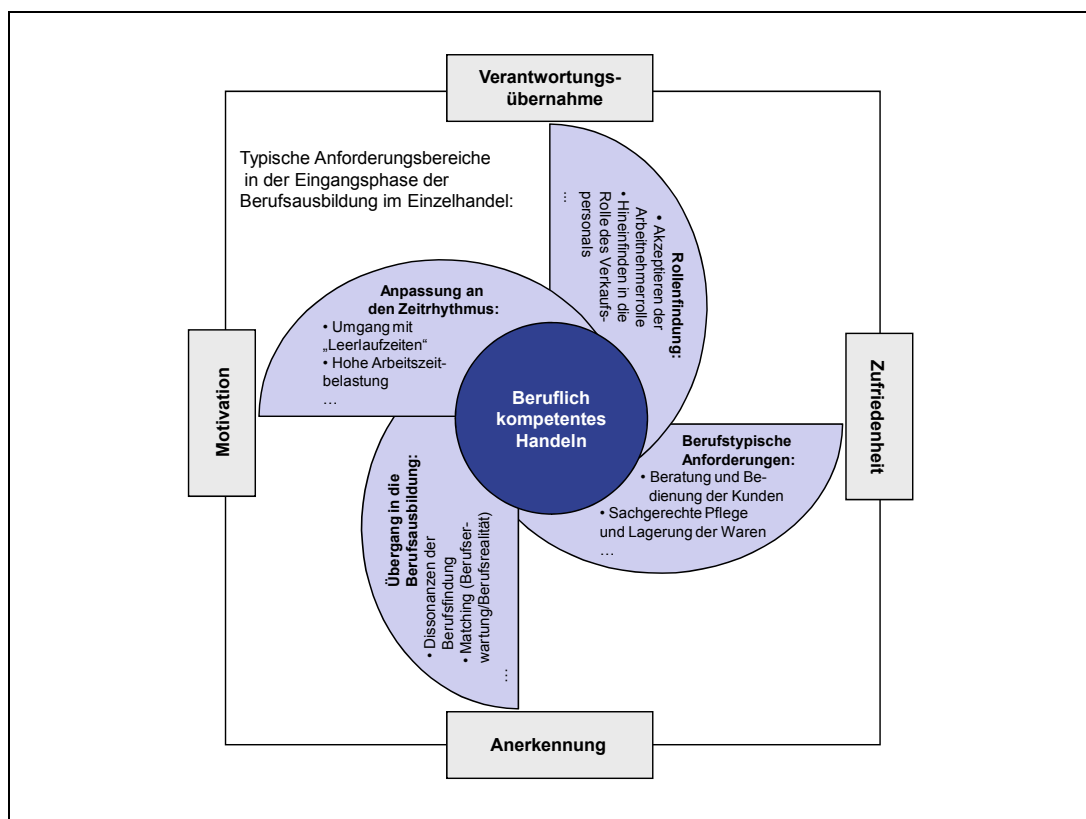 Verantwortungs-
übernahme
Typische Anforderungsbereiche
in der Eingangsphase der
Berufsausbildung im Einzelhandel:
Rollenfindung:
• Akzeptieren der
Arbeitnehmerrolle
• Hineinfinden in die
Rolle des Verkaufs-
personals
...
Anpassung an
den Zeitrhythmus:
• Umgang mit
„Leerlaufzeiten“
• Hohe Arbeitszeit-
belastung
…
Motivation
Beruflich
kompetentes
Handeln
Zufriedenheit
Berufstypische
Anforderungen:
• Beratung und Be-
dienung der Kunden
• Sachgerechte Pflege
und Lagerung der Waren
…
Übergang in die
Berufsausbildung:
• Dissonanzen der
Berufsfindung
• Matching (Berufser-
wartung/Berufsrealität)
…
Anerkennung